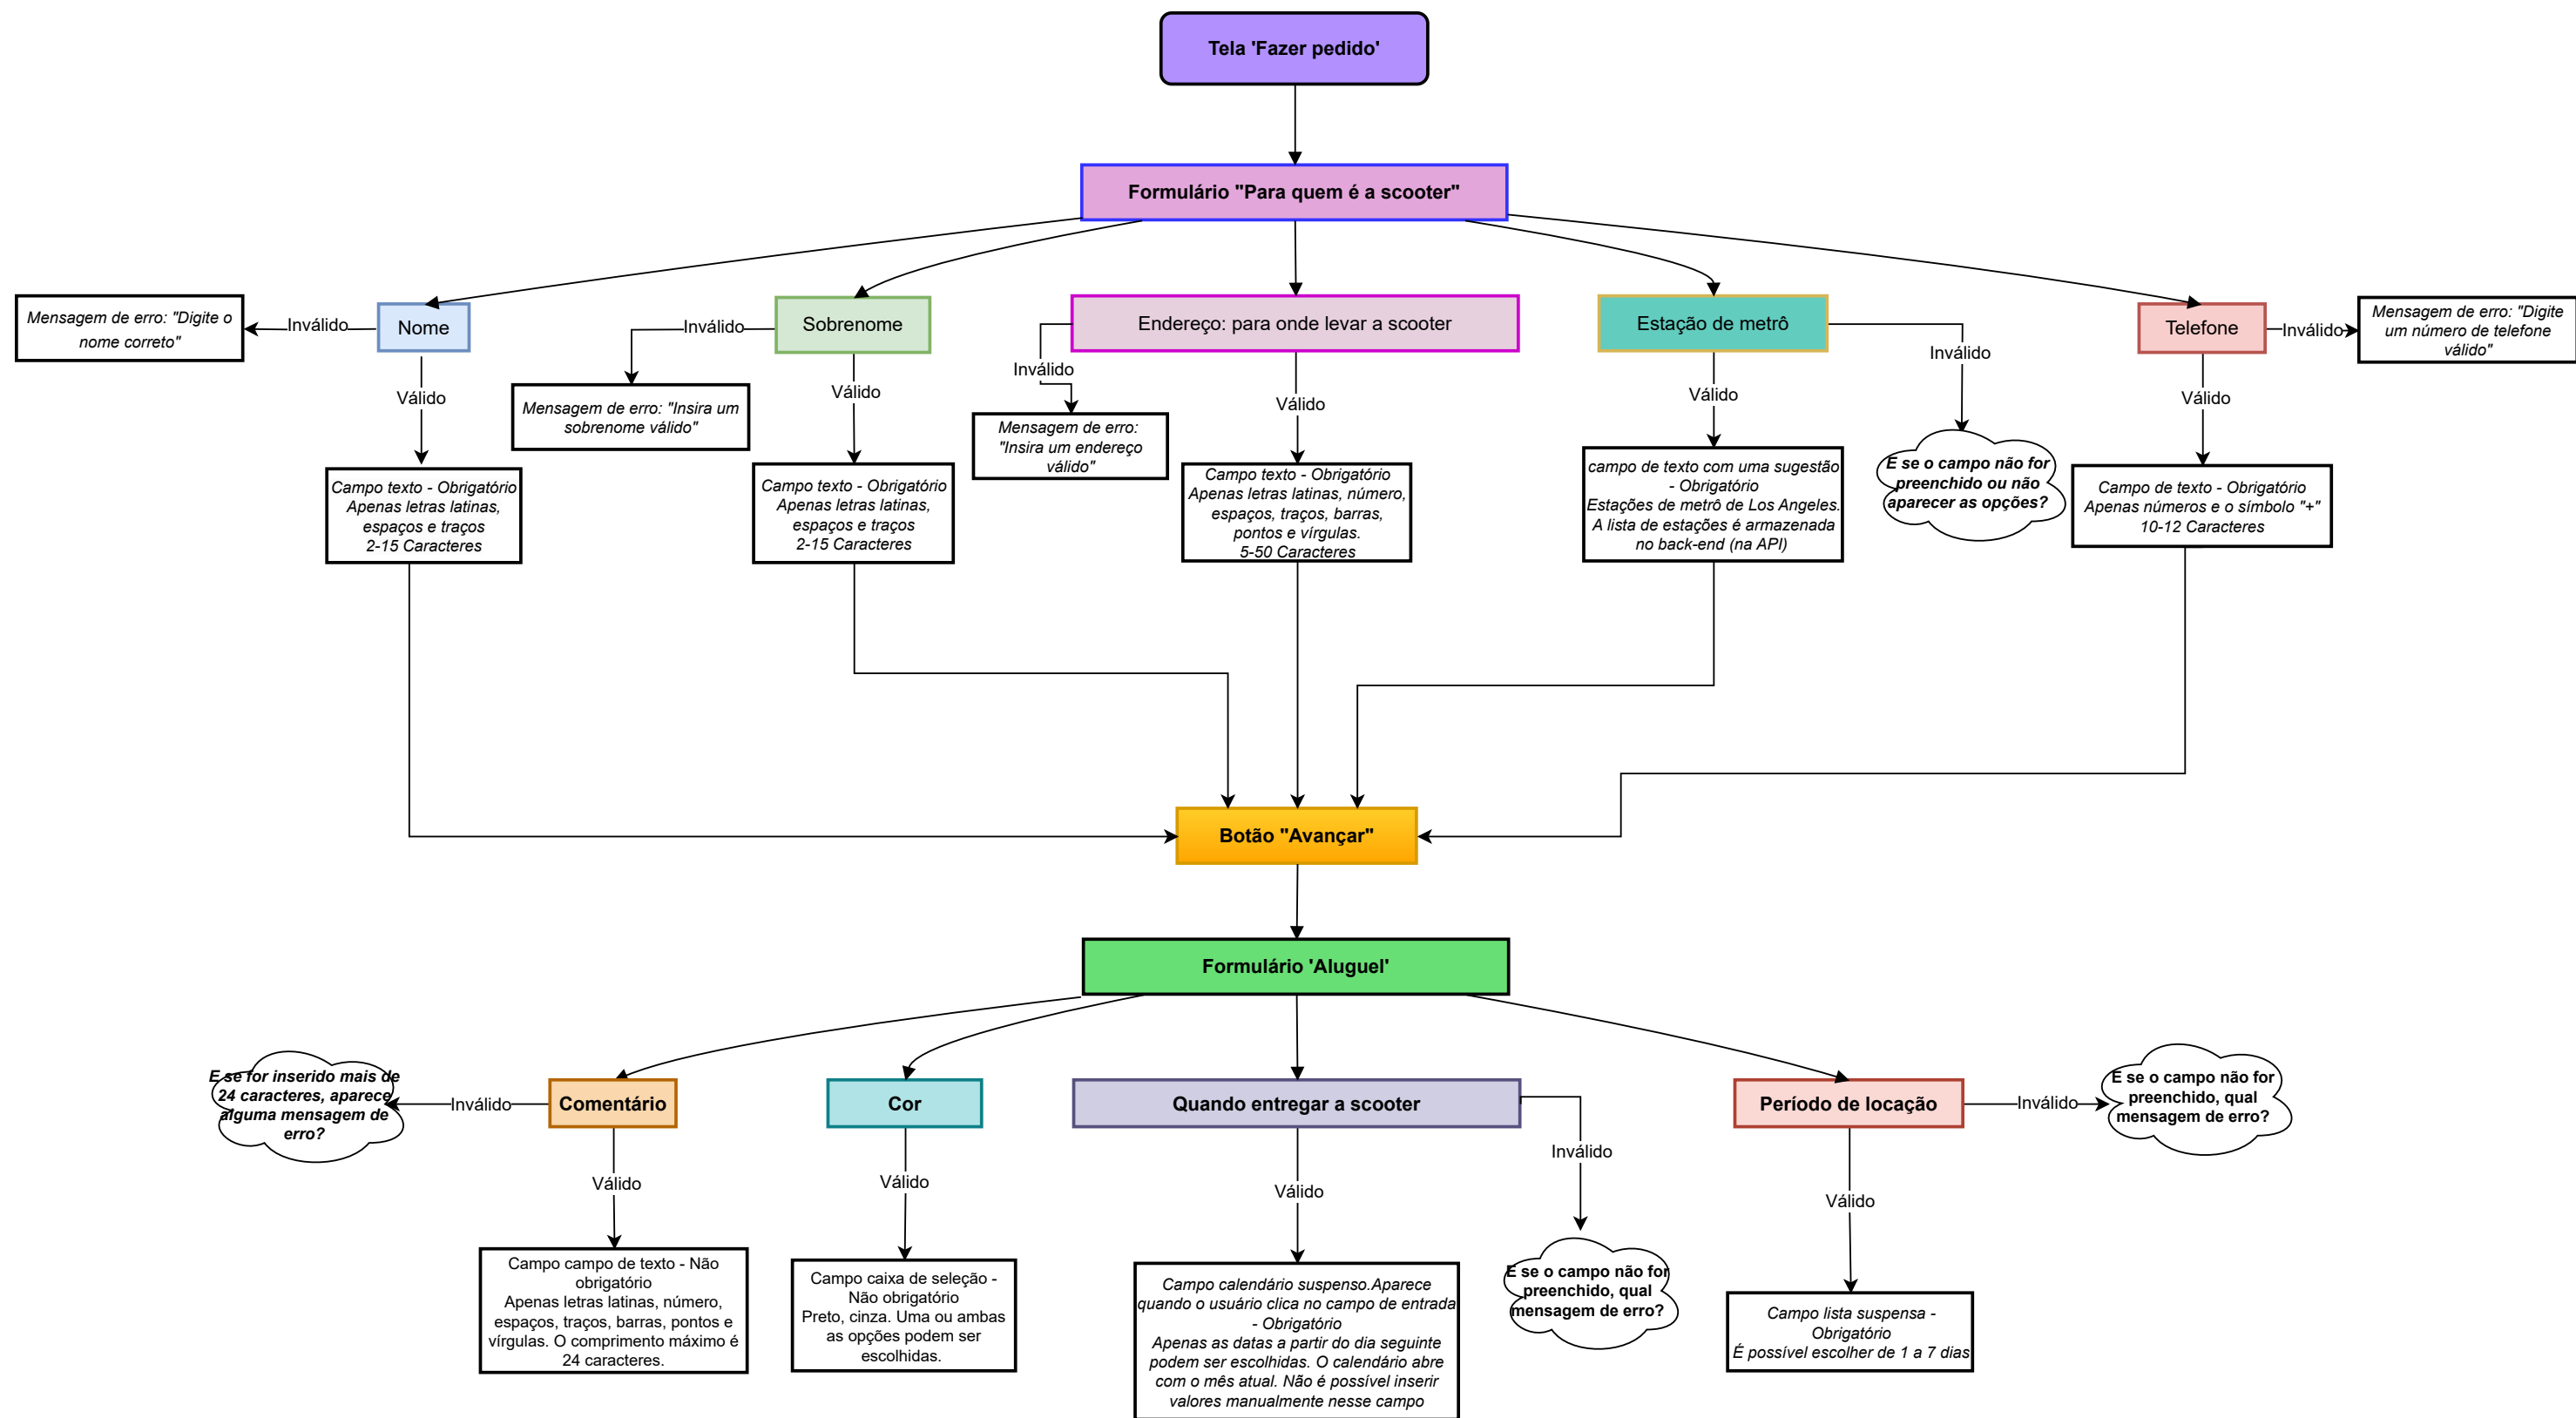 Tela 'Fazer pedido'
Formulário "Para quem é a scooter"
Mensagem de erro: "Digite o
nome correto"
Inválido
Nome
Válido
Campo texto - Obrigatório
Apenas letras latinas,
espaços e traços
2-15 Caracteres
Sobrenome
Inválido
Mensagem de erro: "Insira um
sobrenome válido"
Válido
Campo texto - Obrigatório
Apenas letras latinas,
espaços e traços
2-15 Caracteres
Endereço: para onde levar a scooter
Inválido
Mensagem de erro:
"Insira um endereço
válido"
Válido
Campo texto - Obrigatório
Apenas letras latinas, número,
espaços, traços, barras,
pontos e vírgulas.
5-50 Caracteres
Estação de metrô
Válido
campo de texto com uma sugestão
- Obrigatório
Estações de metrô de Los Angeles.
A lista de estações é armazenada
no back-end (na API)
Inválido
E se o campo não for
preenchido ou não
aparecer as opções?
Telefone
Inválido
Mensagem de erro: "Digite
um número de telefone
válido"
Válido
Campo de texto - Obrigatório
Apenas números e o símbolo "+"
10-12 Caracteres
Botão "Avançar"
Formulário 'Aluguel'
E se for inserido mais de
24 caracteres, aparece
alguma mensagem de
erro?
Inválido
Comentário
Válido
Campo campo de texto - Não
obrigatório
Apenas letras latinas, número,
espaços, traços, barras, pontos e
vírgulas. O comprimento máximo é
24 caracteres.
Cor
Válido
Campo caixa de seleção -
Não obrigatório
Preto, cinza. Uma ou ambas
as opções podem ser
escolhidas.
Quando entregar a scooter
Válido
Campo calendário suspenso.Aparece
quando o usuário clica no campo de entrada
- Obrigatório
Apenas as datas a partir do dia seguinte
podem ser escolhidas. O calendário abre
com o mês atual. Não é possível inserir
valores manualmente nesse campo
Inválido
E se o campo não for
preenchido, qual
mensagem de erro?
Período de locação
Válido
Campo lista suspensa -
Obrigatório
É possível escolher de 1 a 7 dias
Inválido
E se o campo não for
preenchido, qual
mensagem de erro?